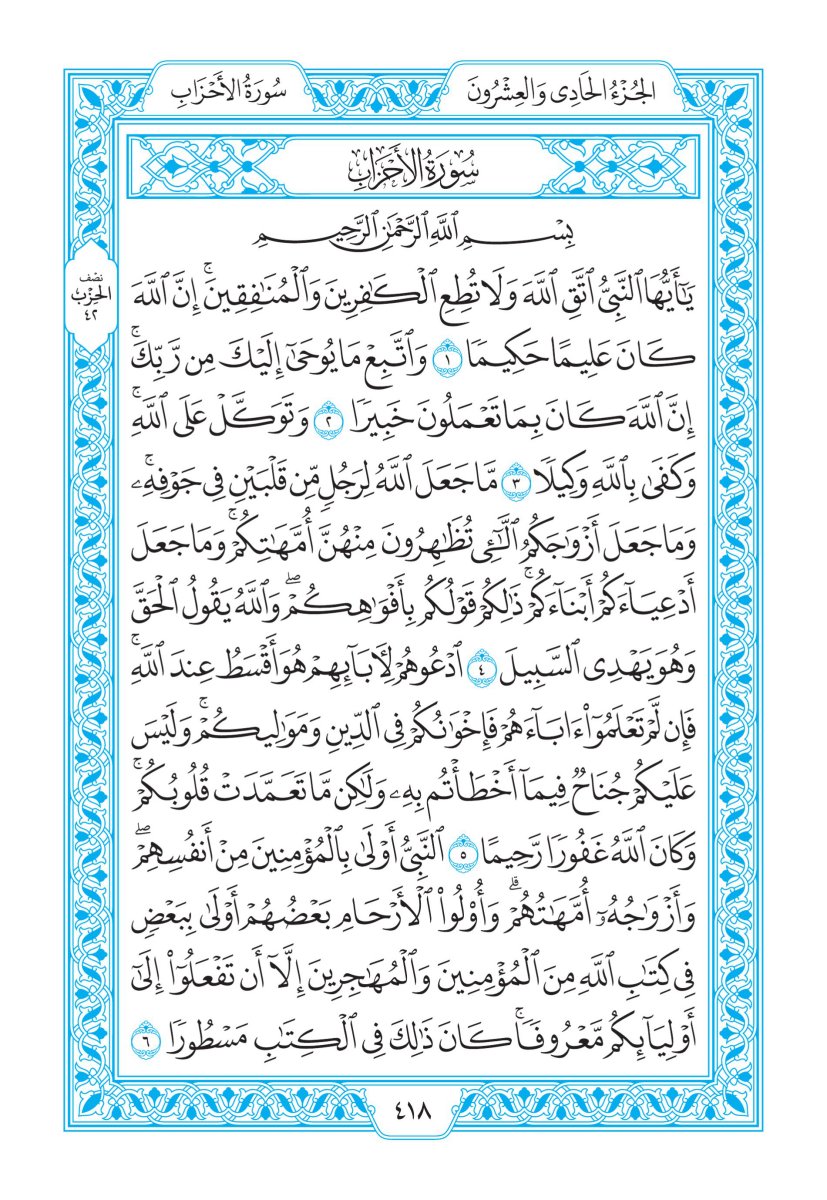 الجُزْءُ الحَادِى وَالعِشْرُونَ
سُورَةُ الأَحْزَابِ
سُورَةُ الأَحْزَابِ
بِسْمِ ٱللَّهِ ٱلرَّحْمَٰنِ ٱلرَّحِيمِ
نصف
الحِزْب
٤٢
يَٰٓأَيُّهَا ٱلنَّبِيُّ ٱتَّقِ ٱللَّهَ وَلَا تُطِعِ ٱلْكَٰفِرِينَ وَٱلْمُنَٰفِقِينَۚ إِنَّ ٱللَّهَ
كَانَ عَلِيمًا حَكِيمًا ١ وَٱتَّبِعْ مَا يُوحَىٰٓ إِلَيْكَ مِن رَّبِّكَۚ
إِنَّ ٱللَّهَ كَانَ بِمَا تَعْمَلُونَ خَبِيرًا ٢ وَتَوَكَّلْ عَلَى ٱللَّهِۚ
وَكَفَىٰ بِٱللَّهِ وَكِيلًا ٣ مَّا جَعَلَ ٱللَّهُ لِرَجُلٍ مِّن قَلْبَيْنِ فِي جَوْفِهِۦۚ
وَمَا جَعَلَ أَزْوَٰجَكُمُ ٱلَّٰٓـِٔي تُظَٰهِرُونَ مِنْهُنَّ أُمَّهَٰتِكُمْۚ وَمَا جَعَلَ
أَدْعِيَآءَكُمْ أَبْنَآءَكُمْۚ ذَٰلِكُمْ قَوْلُكُم بِأَفْوَٰهِكُمْۖ وَٱللَّهُ يَقُولُ ٱلْحَقَّ
وَهُوَ يَهْدِي ٱلسَّبِيلَ ٤ ٱدْعُوهُمْ لِأٓبَآئِهِمْ هُوَ أَقْسَطُ عِندَ ٱللَّهِۚ
فَإِن لَّمْ تَعْلَمُوٓا۟ ءَابَآءَهُمْ فَإِخْوَٰنُكُمْ فِي ٱلدِّينِ وَمَوَٰلِيكُمْۚ وَلَيْسَ
عَلَيْكُمْ جُنَاحٌ فِيمَآ أَخْطَأْتُم بِهِۦ وَلَٰكِن مَّا تَعَمَّدَتْ قُلُوبُكُمْۚ
وَكَانَ ٱللَّهُ غَفُورًا رَّحِيمًا ٥ ٱلنَّبِيُّ أَوْلَىٰ بِٱلْمُؤْمِنِينَ مِنْ أَنفُسِهِمْۖ
وَأَزْوَٰجُهُۥٓ أُمَّهَٰتُهُمْۗ وَأُو۟لُوا۟ ٱلْأَرْحَامِ بَعْضُهُمْ أَوْلَىٰ بِبَعْضٍ
فِي كِتَٰبِ ٱللَّهِ مِنَ ٱلْمُؤْمِنِينَ وَٱلْمُهَٰجِرِينَ إِلَّآ أَن تَفْعَلُوٓا۟ إِلَىٰٓ
أَوْلِيَآئِكُم مَّعْرُوفًاۚ كَانَ ذَٰلِكَ فِي ٱلْكِتَٰبِ مَسْطُورًا ٦
٤١٨